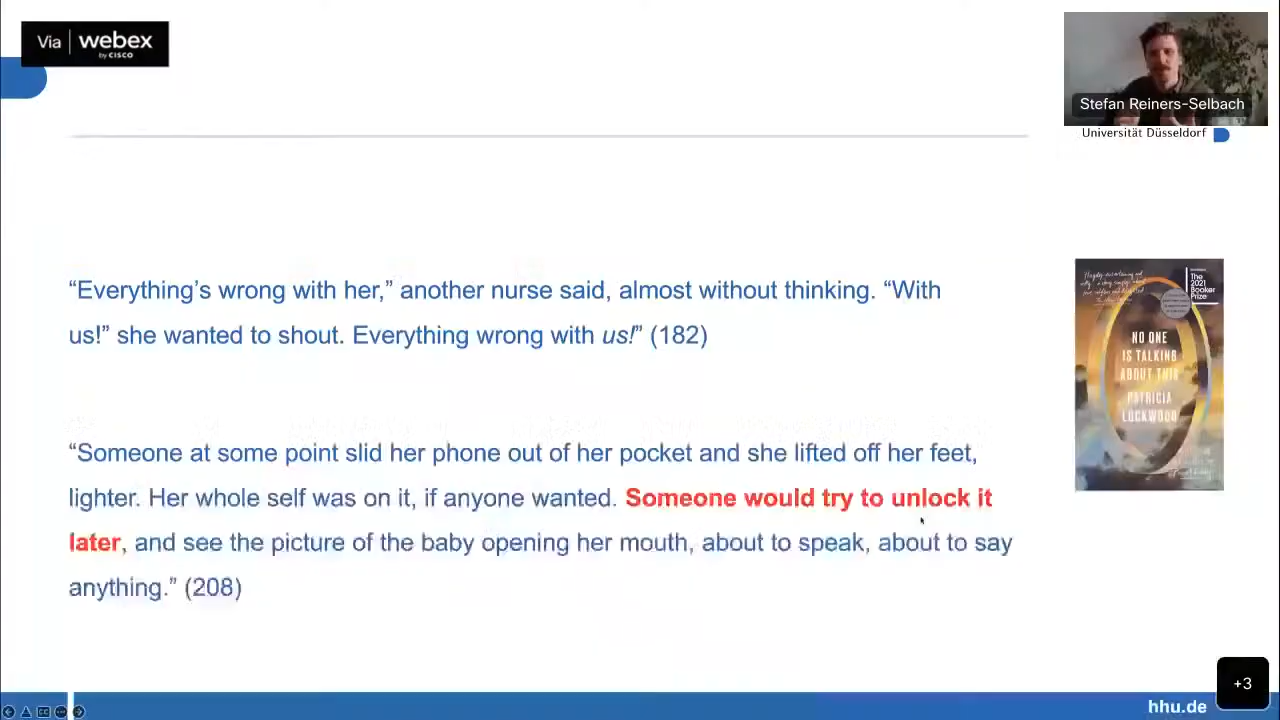 Via webex
by CISCO
Stefan Reiners-Selbach
Universität Düsseldorf
“Everything’s wrong with her,” another nurse said, almost without thinking. “With
us!” she wanted to shout. Everything wrong with us!” (182)
“Someone at some point slid her phone out of her pocket and she lifted off her feet,
lighter. Her whole self was on it, if anyone wanted. Someone would try to unlock it
later, and see the picture of the baby opening her mouth, about to speak, about to say
anything.” (208)
The
2021
Booker
Prize
NO ONE
IS TALKING
ABOUT THIS
PATRICIA
LOCKWOOD
+3
hhu.de